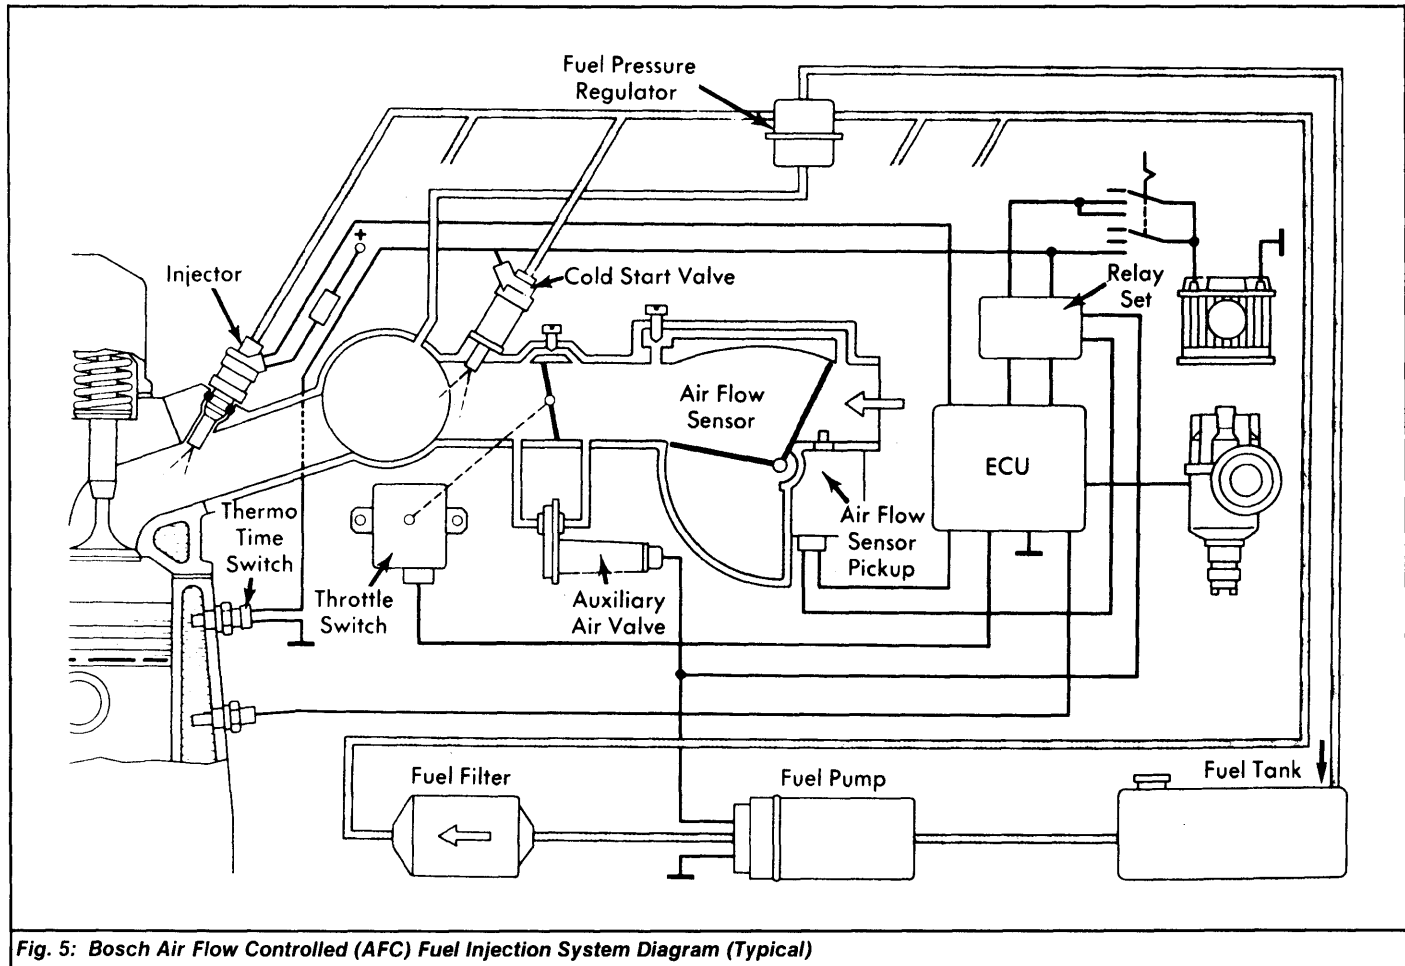 Fuel Pressure
Regulator
Injector
+
Cold Start Valve
Relay
Set
Air Flow
Sensor
ECU
Thermo
Time
Switch
Air Flow
Sensor
Pickup
Throttle
Switch
Auxiliary
Air Valve
Fuel Filter
Fuel Pump
Fuel Tank
Fig. 5: Bosch Air Flow Controlled (AFC) Fuel Injection System Diagram (Typical)